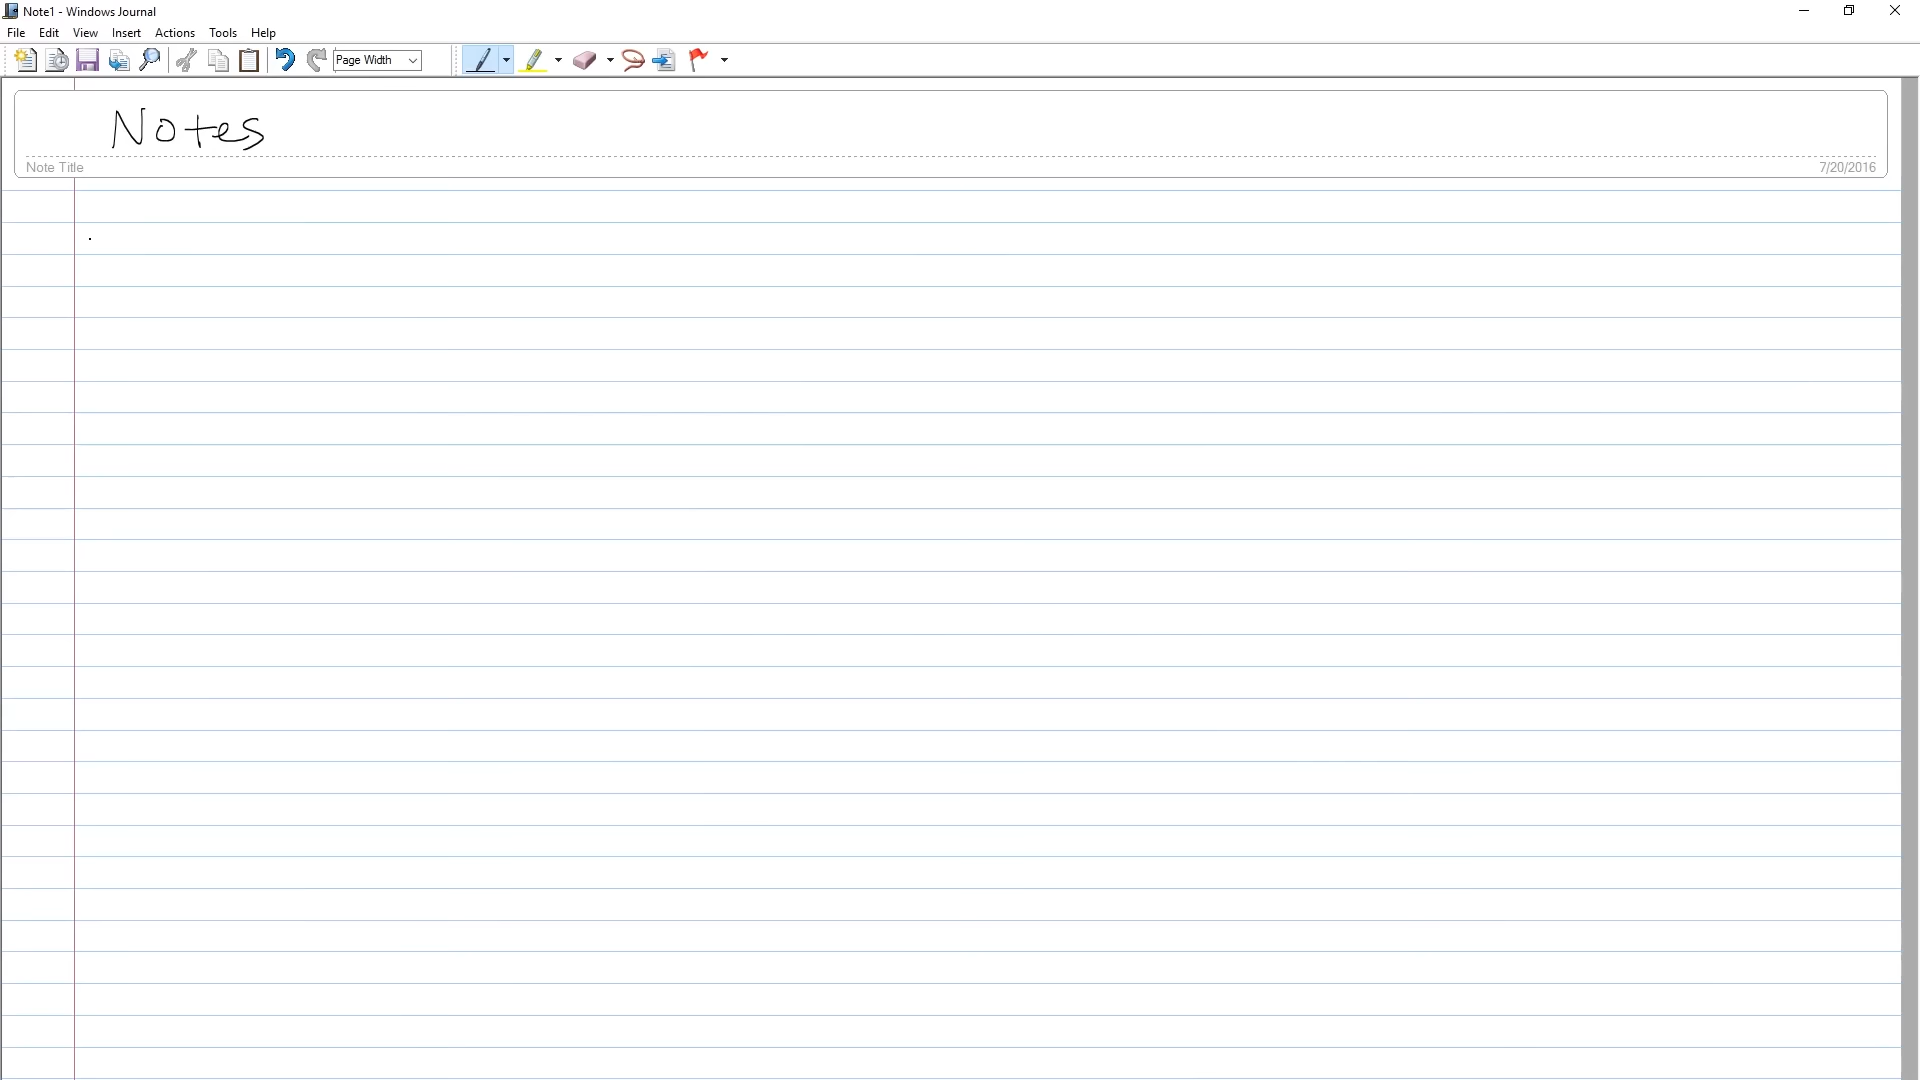 Note1 - Windows Journal
File Edit View Insert Actions Tools Help
Page Width
Notes
Note Title 7/20/2016